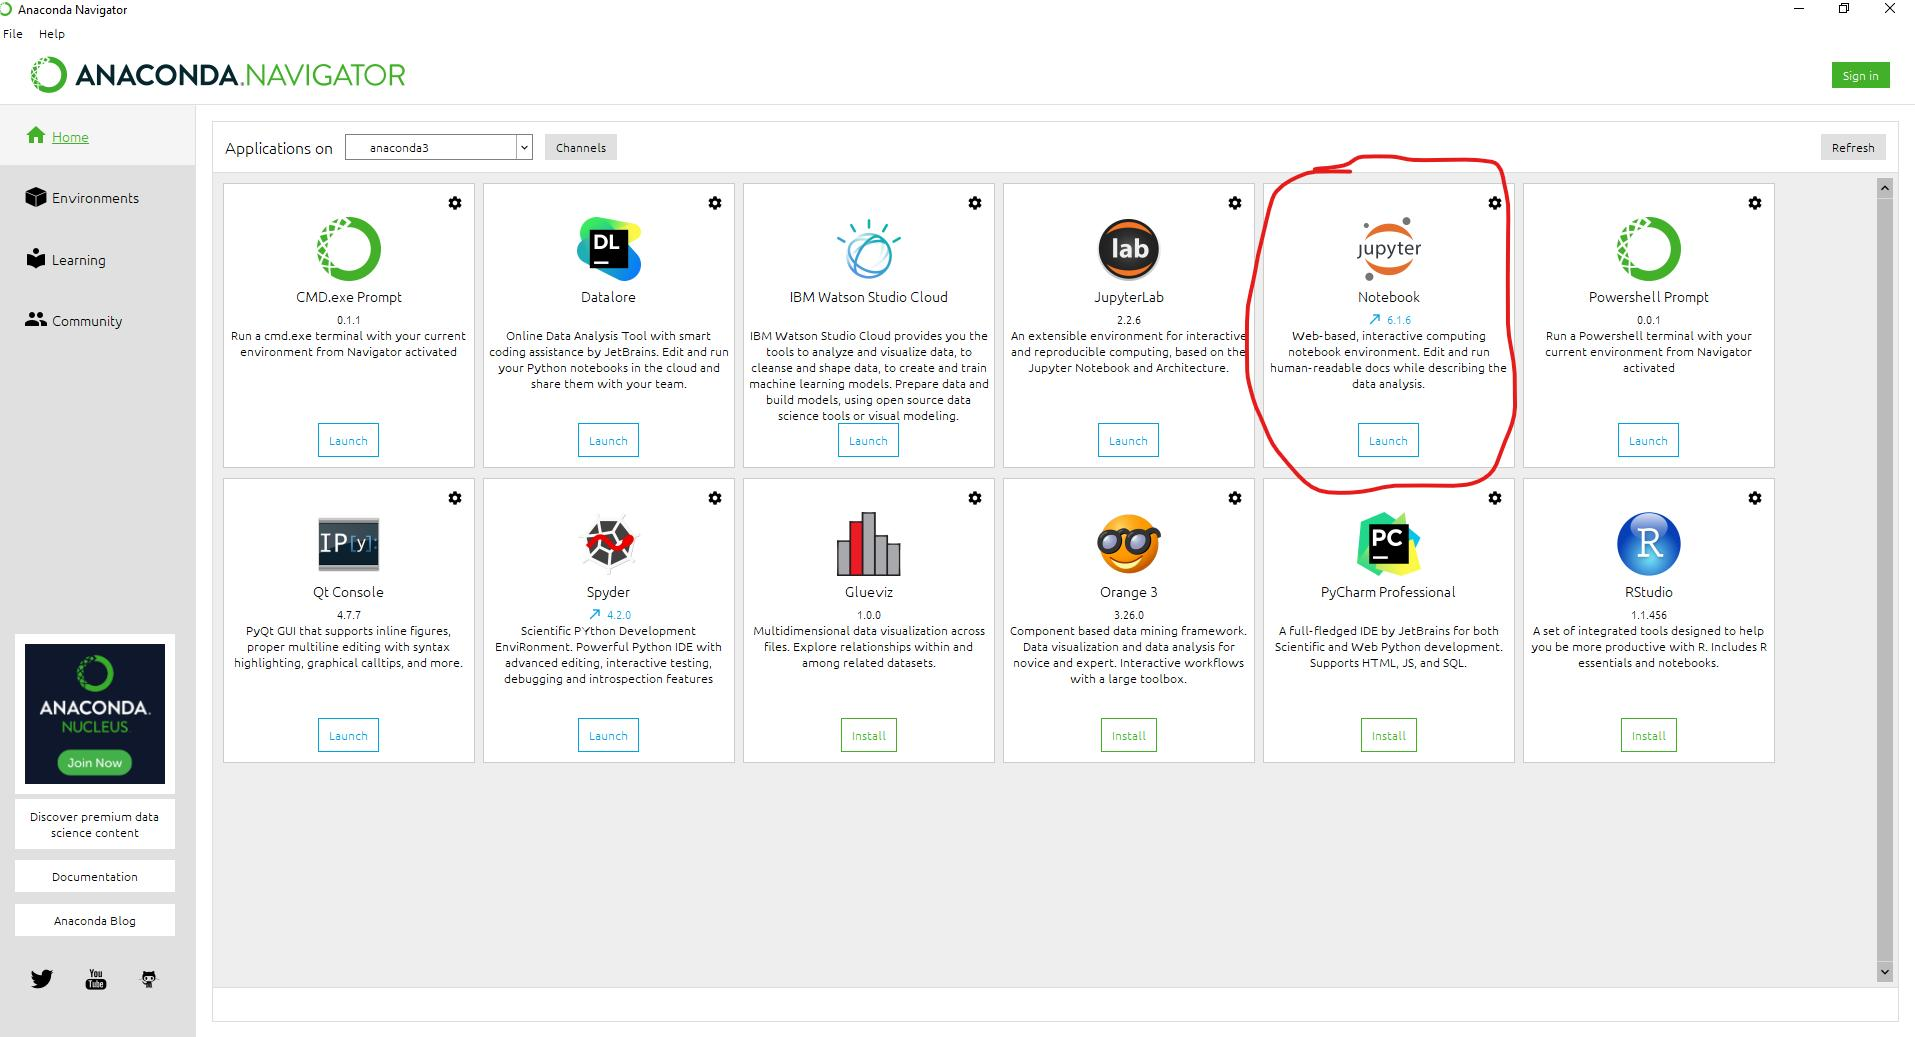 Anaconda Navigator
File Help
ANACONDA.NAVIGATOR
Sign in
Home
Environments
Learning
Community
ANACONDA.
NUCLEUS
Join Now
Discover premium data
science content
Documentation
Anaconda Blog
You
Tube
Applications on anaconda3 Channels Refresh
CMD.exe Prompt
0.1.1
Run a cmd.exe terminal with your current
environment from Navigator activated
Launch
DL
Datalore
Online Data Analysis Tool with smart
coding assistance by JetBrains. Edit and run
your Python notebooks in the cloud and
share them with your team.
Launch
IBM Watson Studio Cloud
IBM Watson Studio Cloud provides you the
tools to analyze and visualize data, to
cleanse and shape data, to create and train
machine learning models. Prepare data and
build models, using open source data
science tools or visual modeling.
Launch
lab
JupyterLab
2.2.6
An extensible environment for interactive
and reproducible computing, based on the
Jupyter Notebook and Architecture.
Launch
jupyter
Notebook
6.1.6
Web-based, interactive computing
notebook environment. Edit and run
human-readable docs while describing the
data analysis.
Launch
Powershell Prompt
0.0.1
Run a Powershell terminal with your
current environment from Navigator
activated
Launch
IP[y]:
Qt Console
4.7.7
PyQt GUI that supports inline figures,
proper multiline editing with syntax
highlighting, graphical calltips, and more.
Launch
Spyder
4.2.0
Scientific PYthon Development
EnviRonment. Powerful Python IDE with
advanced editing, interactive testing,
debugging and introspection features
Launch
Glueviz
1.0.0
Multidimensional data visualization across
files. Explore relationships within and
among related datasets.
Install
Orange 3
3.26.0
Component based data mining framework.
Data visualization and data analysis for
novice and expert. Interactive workflows
with a large toolbox.
Install
PC
PyCharm Professional
A full-fledged IDE by JetBrains for both
Scientific and Web Python development.
Supports HTML, JS, and SQL.
Install
R
RStudio
1.1.456
A set of integrated tools designed to help
you be more productive with R. Includes R
essentials and notebooks.
Install